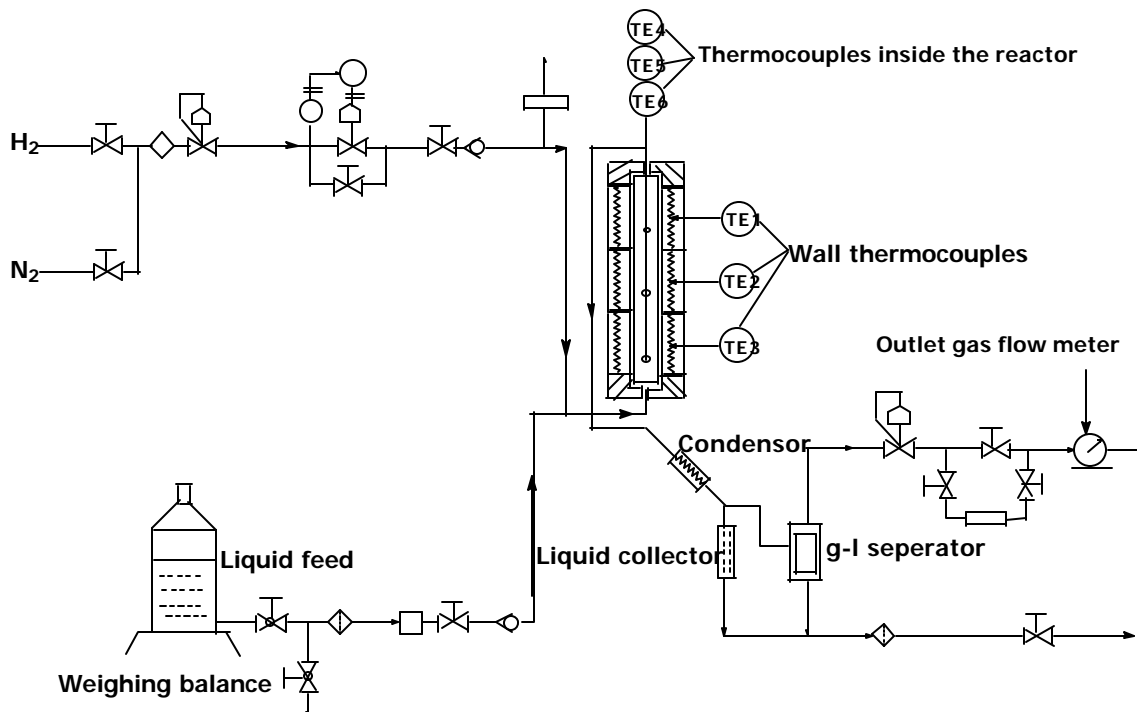 TE4
TE5
TE6
Thermocouples inside the reactor
H2
N2
TE1
TE2
TE3
Wall thermocouples
Outlet gas flow meter
Condensor
Liquid feed
Liquid collector
g-l seperator
Weighing balance